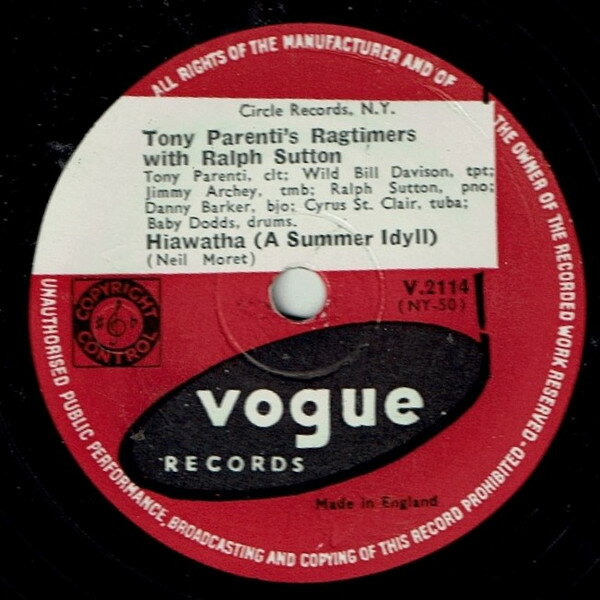 ALL RIGHTS OF THE MANUFACTURER AND OF THE OWNER OF THE RECORDED WORK RESERVED - UNAUTHORISED PUBLIC PERFORMANCE, BROADCASTING AND COPYING OF THIS RECORD PROHIBITED -
Circle Records, N.Y.
Tony Parenti's Ragtimers
with Ralph Sutton
Tony Parenti, clt; Wild Bill Davison, tpt;
Jimmy Archey, tmb; Ralph Sutton, pno;
Danny Barker, bjo; Cyrus St. Clair, tuba;
Baby Dodds, drums.
Hiawatha (A Summer Idyll)
(Neil Moret)
V.2114
(NY-50)
COPYRIGHT
CONTROL
vogue
RECORDS
Made in England